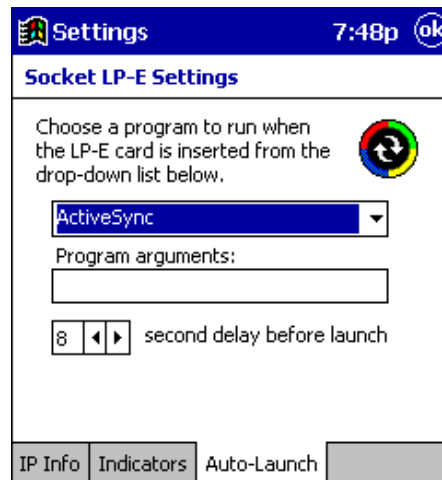 Settings 7:48p ok
Socket LP-E Settings
Choose a program to run when
the LP-E card is inserted from the
drop-down list below.
ActiveSync
Program arguments:
8 second delay before launch
IP Info Indicators Auto-Launch